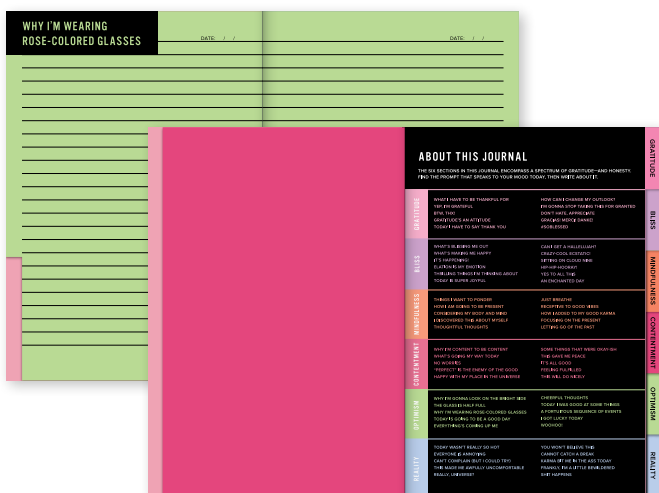 WHY I'M WEARING
ROSE-COLORED GLASSES
DATE: / /
DATE: / /
ABOUT THIS JOURNAL
THE SIX SECTIONS IN THIS JOURNAL ENCOMPASS A SPECTRUM OF GRATITUDE—AND HONESTY.
FIND THE PROMPT THAT SPEAKS TO YOUR MOOD TODAY, THEN WRITE ABOUT IT.
GRATITUDE
WHAT I HAVE TO BE THANKFUL FOR
YEP, I'M GRATEFUL
BTW, THX!
GRATITUDE'S AN ATTITUDE
TODAY I HAVE TO SAY THANK YOU
HOW CAN I CHANGE MY OUTLOOK?
I'M GONNA STOP TAKING THIS FOR GRANTED
DON'T HATE, APPRECIATE
GRACIAS! MERCI! DANKE!
#SOBLESSED
BLISS
WHAT'S BLISSING ME OUT
WHAT'S MAKING ME HAPPY
IT'S HAPPENING!
ELATION IS MY EMOTION
THRILLING THINGS I'M THINKING ABOUT
TODAY IS SUPER JOYFUL
CAN I GET A HALLELUJAH?
CRAZY COOL ECSTATIC!
SITTING ON CLOUD NINE
HIP-HIP-HOORAY!
YES TO ALL THIS
AN ENCHANTED DAY
MINDFULNESS
THINGS I WANT TO PONDER
HOW I AM GOING TO BE PRESENT
CONSIDERING MY BODY AND MIND
I DISCOVERED THIS ABOUT MYSELF
THOUGHTFUL THOUGHTS
JUST BREATHE
RECEPTIVE TO GOOD VIBES
HOW I ADDED TO MY GOOD KARMA
FOCUSING ON THE PRESENT
LETTING GO OF THE PAST
CONTENTMENT
WHY I'M CONTENT TO BE CONTENT
WHAT'S GOING MY WAY TODAY
NO WORRIES
"PERFECT" IS THE ENEMY OF THE GOOD
HAPPY WITH MY PLACE IN THE UNIVERSE
SOME THINGS THAT WERE OKAY-ISH
THIS GAVE ME PEACE
IT'S ALL GOOD
FEELING FULFILLED
THIS WILL DO NICELY
OPTIMISM
WHY I'M GONNA LOOK ON THE BRIGHT SIDE
THE GLASS IS HALF FULL
WHY I'M WEARING ROSE-COLORED GLASSES
TODAY IS GOING TO BE A GOOD DAY
EVERYTHING'S COMING UP ME
CHEERFUL THOUGHTS
TODAY I WAS GOOD AT SOME THINGS
A FORTUITOUS SEQUENCE OF EVENTS
I GOT LUCKY TODAY
WOOHOO!
REALITY
TODAY WASN'T REALLY SO HOT
EVERYONE IS ANNOYING
CAN'T COMPLAIN (BUT I COULD TRY)
THIS MADE ME AWFULLY UNCOMFORTABLE
REALLY, UNIVERSE?
YOU WON'T BELIEVE THIS
CANNOT CATCH A BREAK
KARMA BIT ME IN THE ASS TODAY
FRANKLY, I'M A LITTLE BEWILDERED
SHIT HAPPENS
GRATITUDE
BLISS
MINDFULNESS
CONTENTMENT
OPTIMISM
REALITY